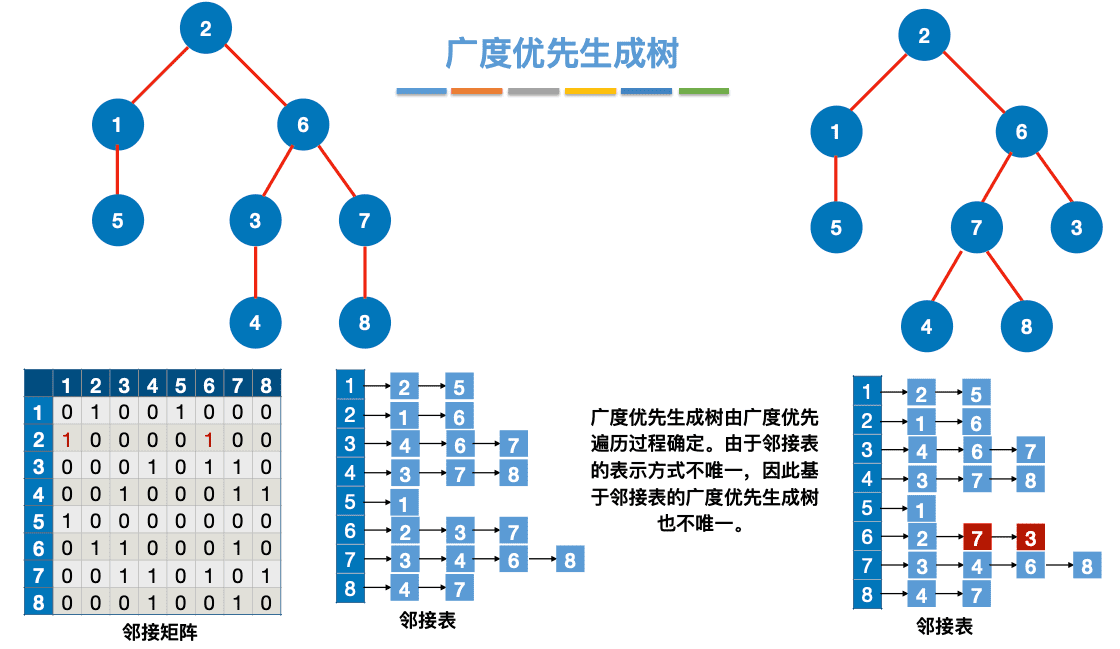 广度优先生成树
2
1 6
5 3 7
4 8
2
1 6
5 7 3
4 8
1 2 3 4 5 6 7 8
1 0 1 0 0 1 0 0 0
2 1 0 0 0 0 1 0 0
3 0 0 0 1 0 1 1 0
4 0 0 1 0 0 0 1 1
5 1 0 0 0 0 0 0 0
6 0 1 1 0 0 0 1 0
7 0 0 1 1 0 1 0 1
8 0 0 0 1 0 0 1 0
邻接矩阵
1 2 5
2 1 6
3 4 6 7
4 3 7 8
5 1
6 2 3 7
7 3 4 6 8
8 4 7
邻接表
广度优先生成树由广度优先
遍历过程确定。由于邻接表
的表示方式不唯一，因此基
于邻接表的广度优先生成树
也不唯一。
1 2 5
2 1 6
3 4 6 7
4 3 7 8
5 1
6 2 7 3
7 3 4 6 8
8 4 7
邻接表